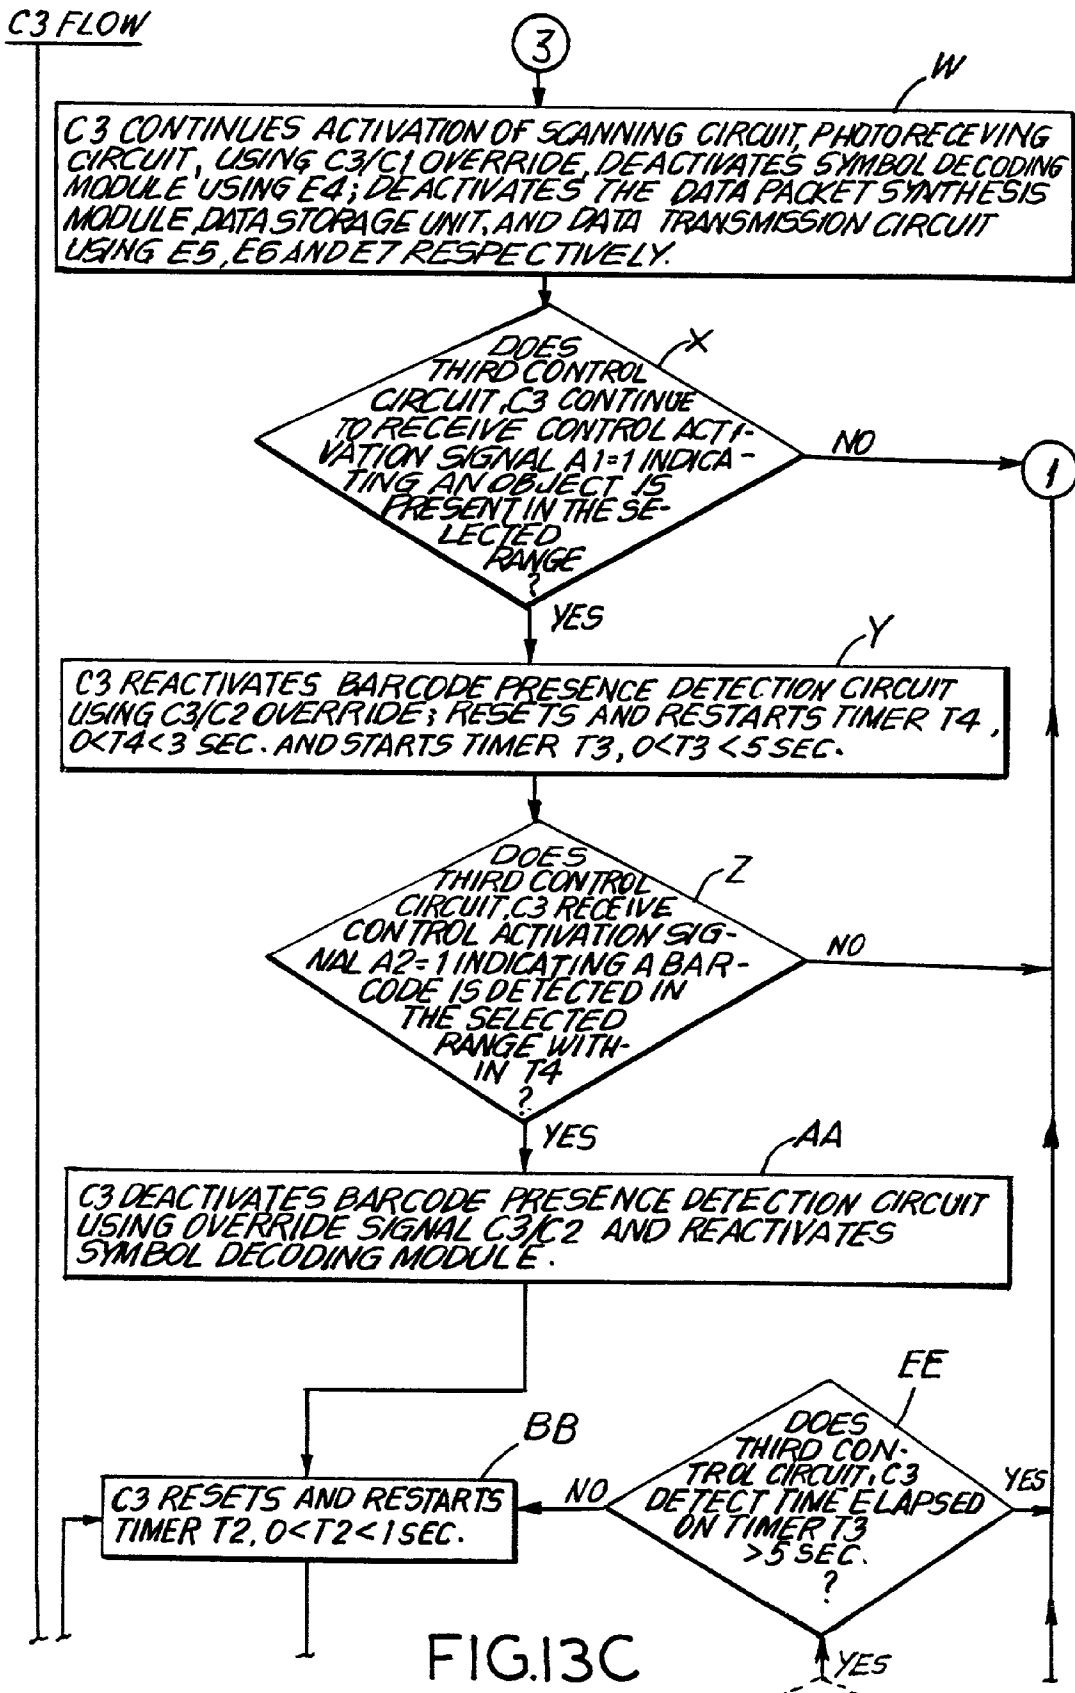 C3 FLOW
3
W
C3 CONTINUES ACTIVATION OF SCANNING CIRCUIT, PHOTORECEVING
CIRCUIT, USING C3/C1 OVERRIDE, DEACTIVATES SYMBOL DECODING
MODULE USING E4; DEACTIVATES THE DATA PACKET SYNTHESIS
MODULE, DATA STORAGE UNIT, AND DATA TRANSMISSION CIRCUIT
USING E5, E6 AND E7 RESPECTIVELY.
X
DOES
THIRD CONTROL
CIRCUIT, C3 CONTINUE
TO RECEIVE CONTROL ACTI-
VATION SIGNAL A1=1 INDICA-
TING AN OBJECT IS
PRESENT IN THE SE-
LECTED
RANGE
?
NO
1
YES
Y
C3 REACTIVATES BARCODE PRESENCE DETECTION CIRCUIT
USING C3/C2 OVERRIDE; RESETS AND RESTARTS TIMER T4,
0<T4<3 SEC. AND STARTS TIMER T3, 0<T3<5 SEC.
Z
DOES
THIRD CONTROL
CIRCUIT, C3 RECEIVE
CONTROL ACTIVATION SIG-
NAL A2=1 INDICATING A BAR-
CODE IS DETECTED IN
THE SELECTED
RANGE WITH-
IN T4
?
NO
YES
AA
C3 DEACTIVATES BARCODE PRESENCE DETECTION CIRCUIT
USING OVERRIDE SIGNAL C3/C2 AND REACTIVATES
SYMBOL DECODING MODULE.
BB
C3 RESETS AND RESTARTS
TIMER T2, 0<T2<1 SEC.
EE
DOES
THIRD CON-
TROL CIRCUIT, C3
DETECT TIME ELAPSED
ON TIMER T3
>5 SEC.
?
NO
YES
YES
FIG.13C